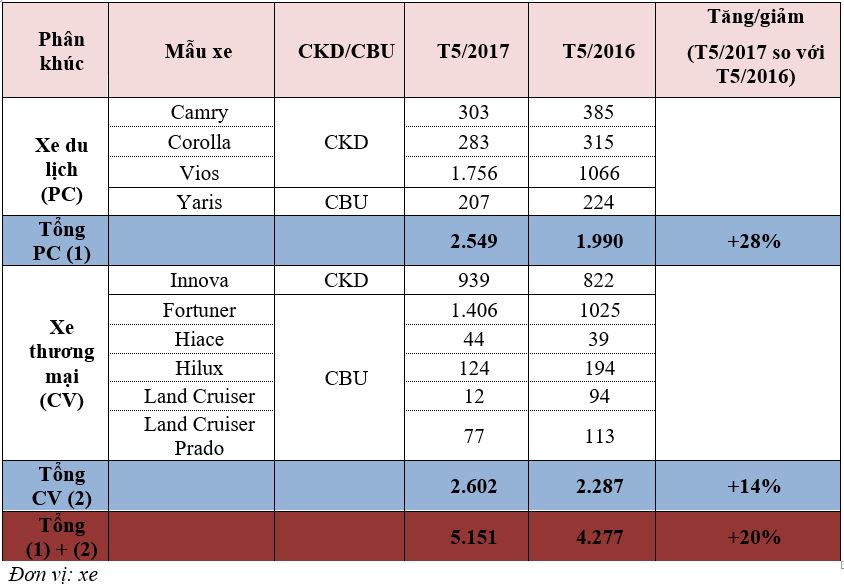 Phân khúc | Mẫu xe | CKD/CBU | T5/2017 | T5/2016 | Tăng/giảm (T5/2017 so với T5/2016)
Xe du lịch (PC) | Camry | CKD | 303 | 385
Corolla | 283 | 315
Vios | 1.756 | 1066
Yaris | CBU | 207 | 224
Tổng PC (1) | 2.549 | 1.990 | +28%
Xe thương mại (CV) | Innova | CKD | 939 | 822
Fortuner | CBU | 1.406 | 1025
Hiace | 44 | 39
Hilux | 124 | 194
Land Cruiser | 12 | 94
Land Cruiser Prado | 77 | 113
Tổng CV (2) | 2.602 | 2.287 | +14%
Tổng (1) + (2) | 5.151 | 4.277 | +20%
Đơn vị: xe